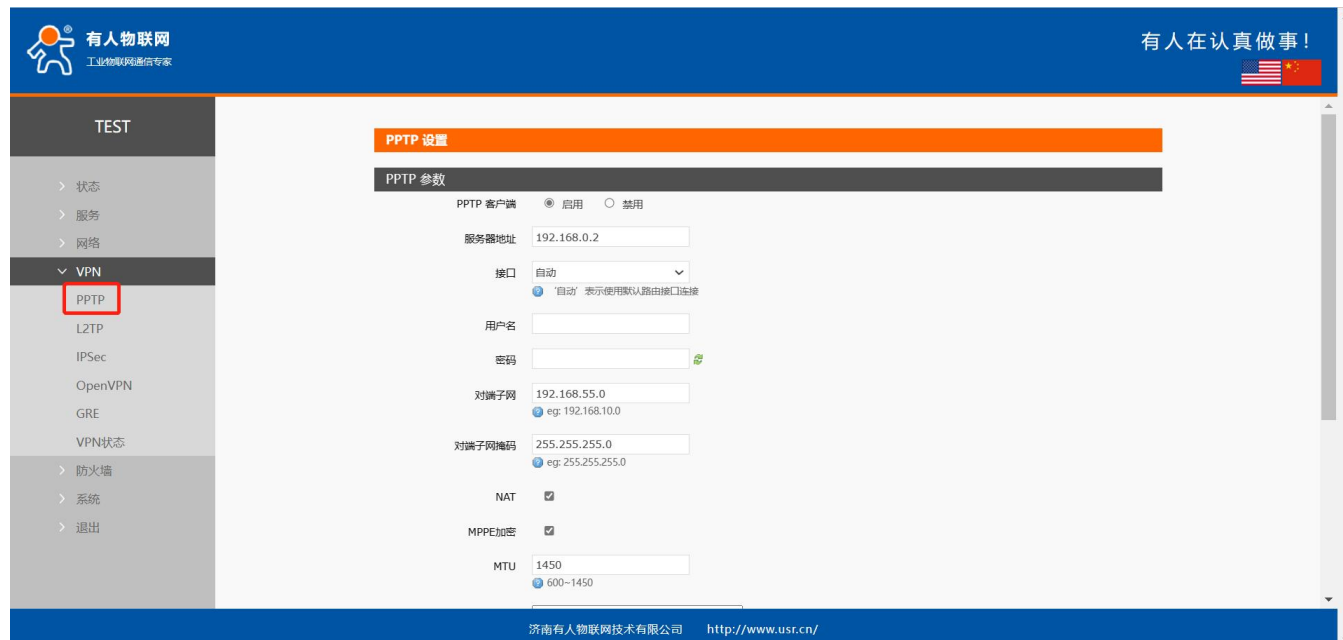 有人物联网
工业物联网通信专家
有人在认真做事！
TEST
状态
服务
网络
VPN
PPTP
L2TP
IPSec
OpenVPN
GRE
VPN状态
防火墙
系统
退出
PPTP 设置
PPTP 参数
PPTP 客户端 启用 禁用
服务器地址 192.168.0.2
接口 自动
‘自动’表示使用默认路由接口连接
用户名
密码
对端子网 192.168.55.0
eg: 192.168.10.0
对端子网掩码 255.255.255.0
eg: 255.255.255.0
NAT
MPPE加密
MTU 1450
600~1450
济南有人物联网技术有限公司 http://www.usr.cn/